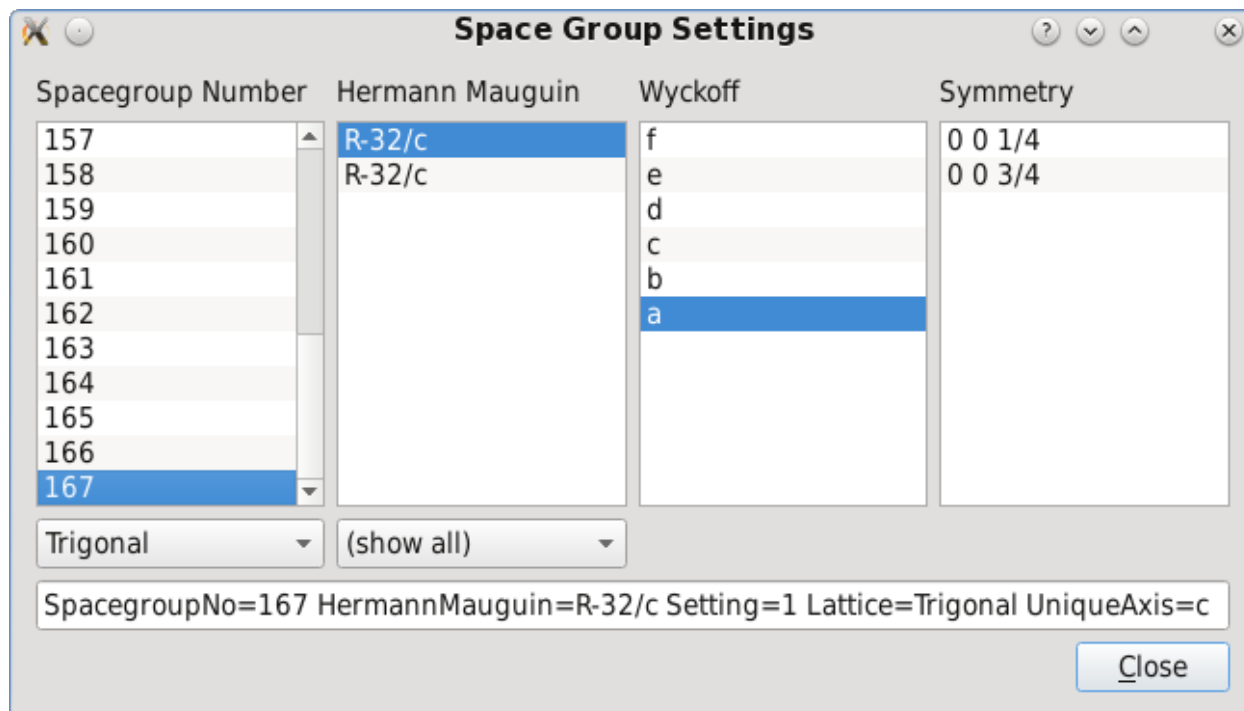 Space Group Settings
Spacegroup Number Hermann Mauguin Wyckoff Symmetry
157 R-32/c f 0 0 1/4
158 R-32/c e 0 0 3/4
159 d
160 c
161 b
162 a
163
164
165
166
167
Trigonal (show all)
SpacegroupNo=167 HermannMauguin=R-32/c Setting=1 Lattice=Trigonal UniqueAxis=c
Close